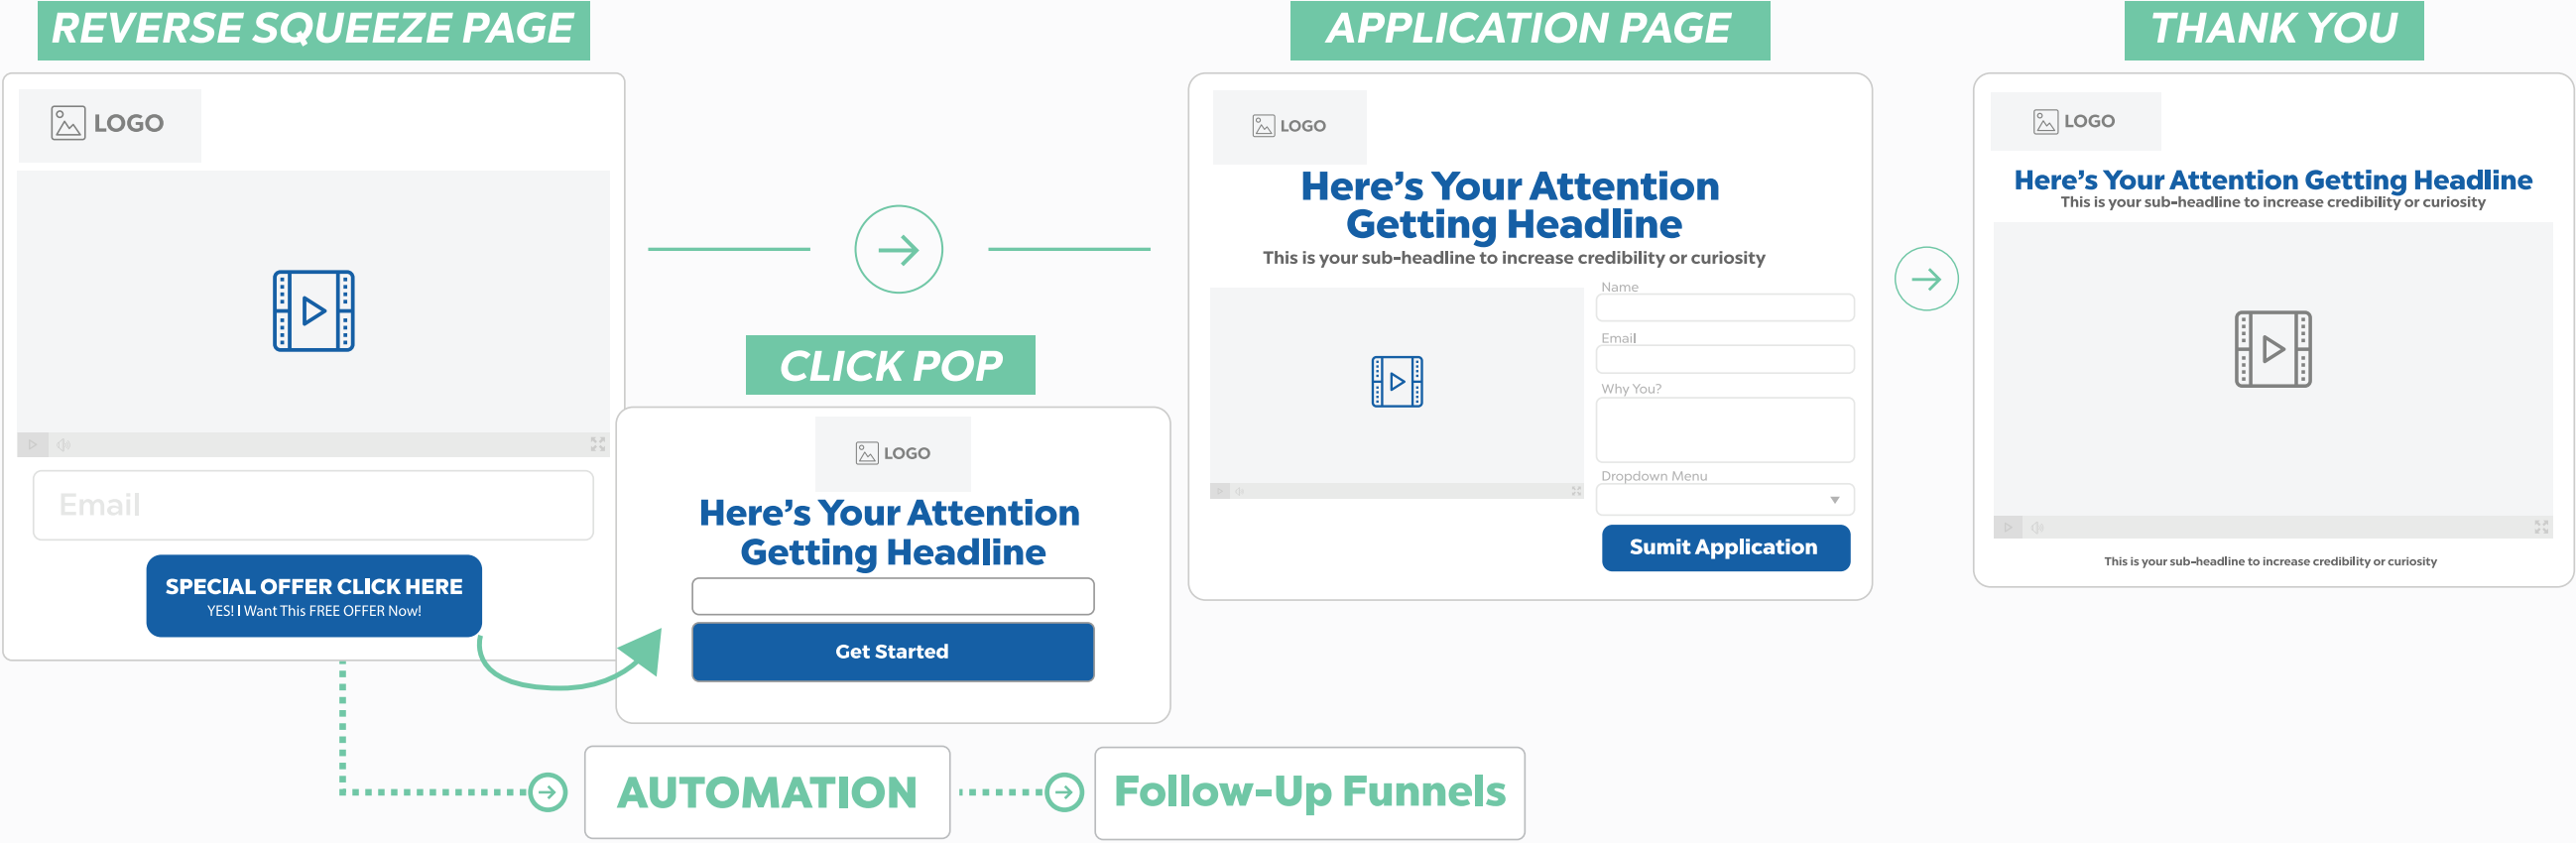 REVERSE SQUEEZE PAGE
LOGO
Email
SPECIAL OFFER CLICK HERE
YES! I Want This FREE OFFER Now!
CLICK POP
LOGO
Here's Your Attention
Getting Headline
Get Started
APPLICATION PAGE
LOGO
Here's Your Attention
Getting Headline
This is your sub-headline to increase credibility or curiosity
Name
Email
Why You?
Dropdown Menu
Sumit Application
THANK YOU
LOGO
Here's Your Attention Getting Headline
This is your sub-headline to increase credibility or curiosity
This is your sub-headline to increase credibility or curiosity
AUTOMATION
Follow-Up Funnels